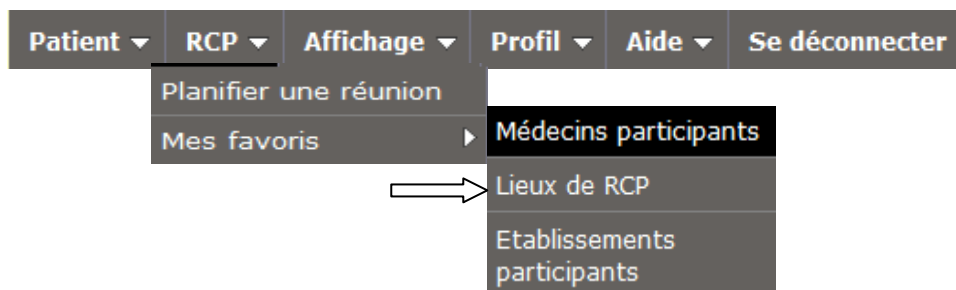 Patient RCP Affichage Profil Aide Se déconnecter
Planifier une réunion
Mes favoris
Médecins participants
Lieux de RCP
Etablissements
participants